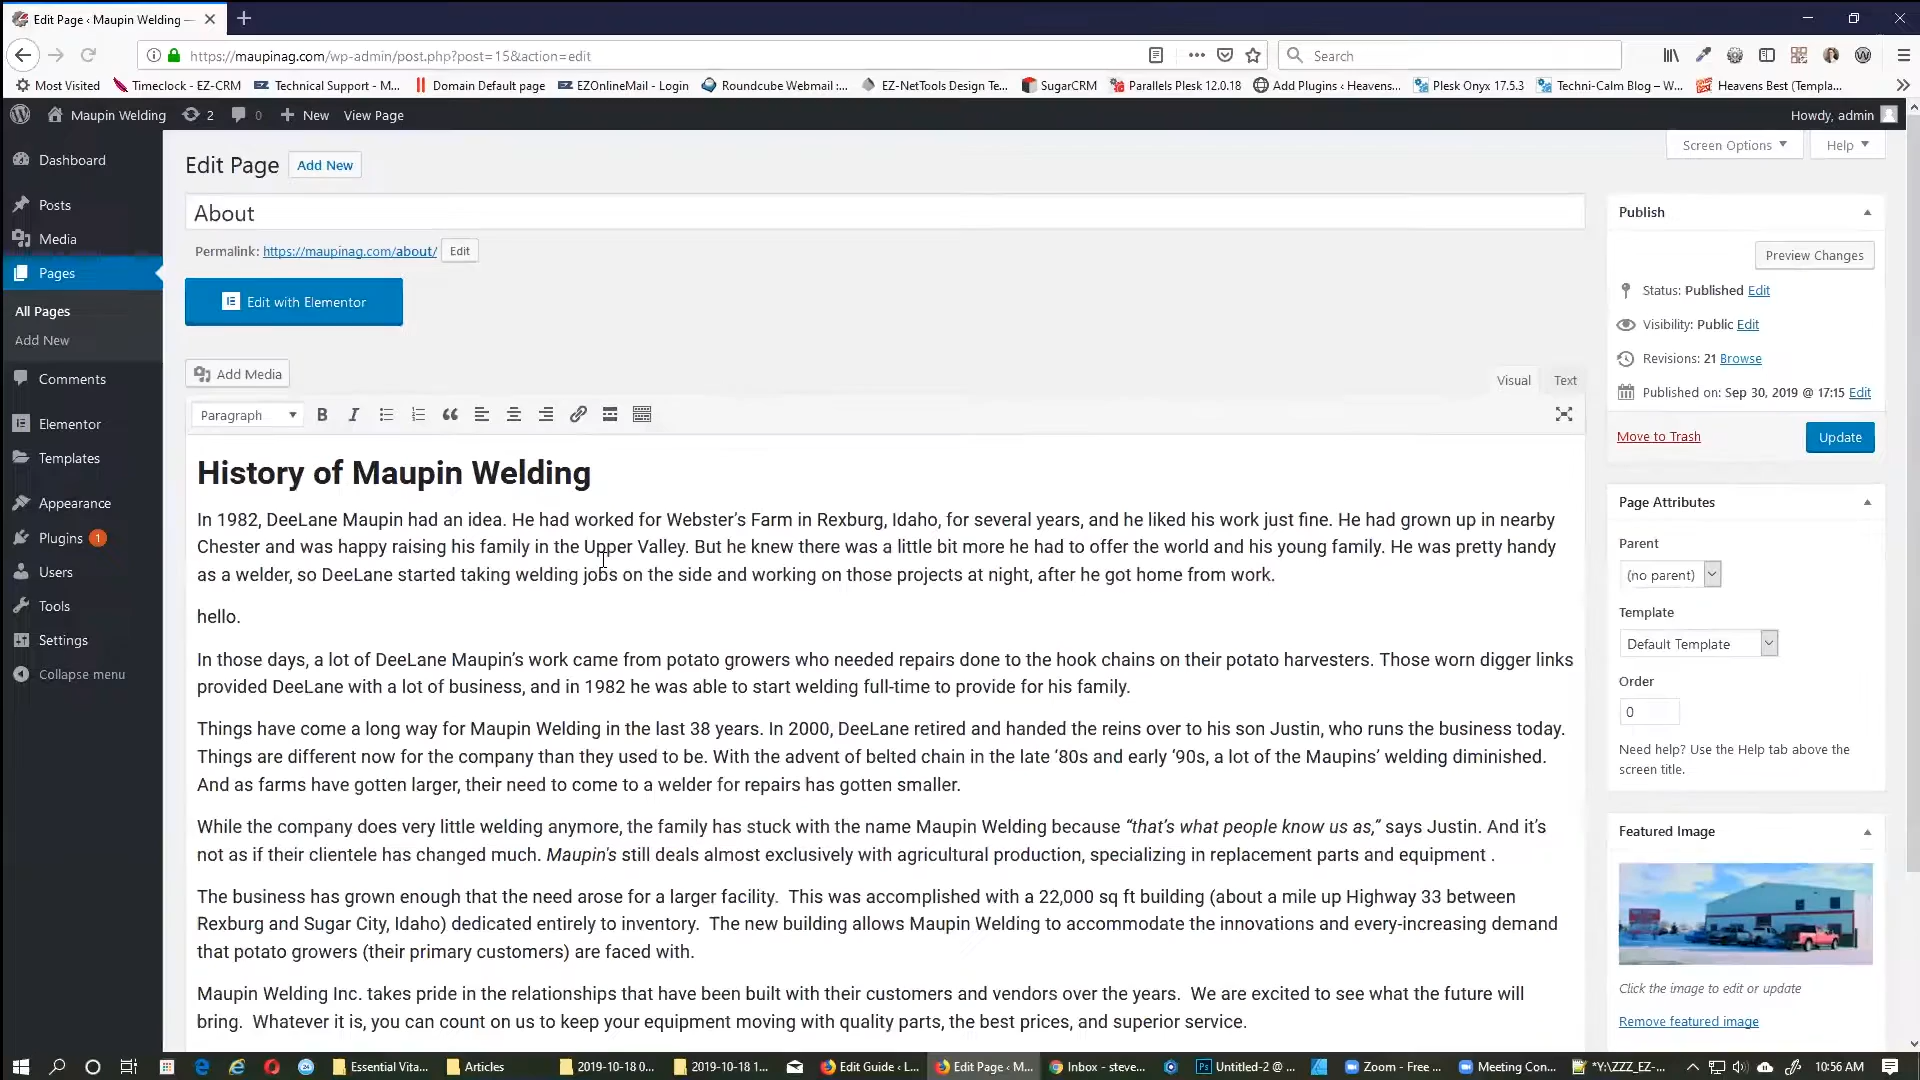 Edit Page ‹ Maupin Welding —
https://maupinag.com/wp-admin/post.php?post=15&action=edit
Search
Most Visited
Timeclock - EZ-CRM
Technical Support - M...
Domain Default page
EZOnlineMail - Login
Roundcube Webmail :...
EZ-NetTools Design Te...
SugarCRM
Parallels Plesk 12.0.18
Add Plugins ‹ Heavens...
Plesk Onyx 17.5.3
Techni-Calm Blog – W...
Heavens Best (Templa...
Maupin Welding
2
0
New
View Page
Howdy, admin
Dashboard
Posts
Media
Pages
All Pages
Add New
Comments
Elementor
Templates
Appearance
Plugins 1
Users
Tools
Settings
Collapse menu
Edit Page
Add New
Screen Options
Help
About
Permalink: https://maupinag.com/about/ Edit
Edit with Elementor
Add Media
Visual
Text
Paragraph
B I
History of Maupin Welding
In 1982, DeeLane Maupin had an idea. He had worked for Webster’s Farm in Rexburg, Idaho, for several years, and he liked his work just fine. He had grown up in nearby
Chester and was happy raising his family in the Upper Valley. But he knew there was a little bit more he had to offer the world and his young family. He was pretty handy
as a welder, so DeeLane started taking welding jobs on the side and working on those projects at night, after he got home from work.
hello.
In those days, a lot of DeeLane Maupin’s work came from potato growers who needed repairs done to the hook chains on their potato harvesters. Those worn digger links
provided DeeLane with a lot of business, and in 1982 he was able to start welding full-time to provide for his family.
Things have come a long way for Maupin Welding in the last 38 years. In 2000, DeeLane retired and handed the reins over to his son Justin, who runs the business today.
Things are different now for the company than they used to be. With the advent of belted chain in the late ‘80s and early ‘90s, a lot of the Maupins’ welding diminished.
And as farms have gotten larger, their need to come to a welder for repairs has gotten smaller.
While the company does very little welding anymore, the family has stuck with the name Maupin Welding because “that’s what people know us as,” says Justin. And it’s
not as if their clientele has changed much. Maupin's still deals almost exclusively with agricultural production, specializing in replacement parts and equipment .
The business has grown enough that the need arose for a larger facility.  This was accomplished with a 22,000 sq ft building (about a mile up Highway 33 between
Rexburg and Sugar City, Idaho) dedicated entirely to inventory.  The new building allows Maupin Welding to accommodate the innovations and every-increasing demand
that potato growers (their primary customers) are faced with.
Maupin Welding Inc. takes pride in the relationships that have been built with their customers and vendors over the years.  We are excited to see what the future will
bring.  Whatever it is, you can count on us to keep your equipment moving with quality parts, the best prices, and superior service.
Publish
Preview Changes
Status: Published Edit
Visibility: Public Edit
Revisions: 21 Browse
Published on: Sep 30, 2019 @ 17:15 Edit
Move to Trash
Update
Page Attributes
Parent
(no parent)
Template
Default Template
Order
0
Need help? Use the Help tab above the
screen title.
Featured Image
Click the image to edit or update
Remove featured image
Essential Vita...
Articles
2019-10-18 0...
2019-10-18 1...
Edit Guide ‹ L...
Edit Page ‹ M...
Inbox - steve...
Untitled-2 @ ...
Zoom - Free ...
Meeting Con...
*Y:\ZZZ_EZ-...
10:56 AM